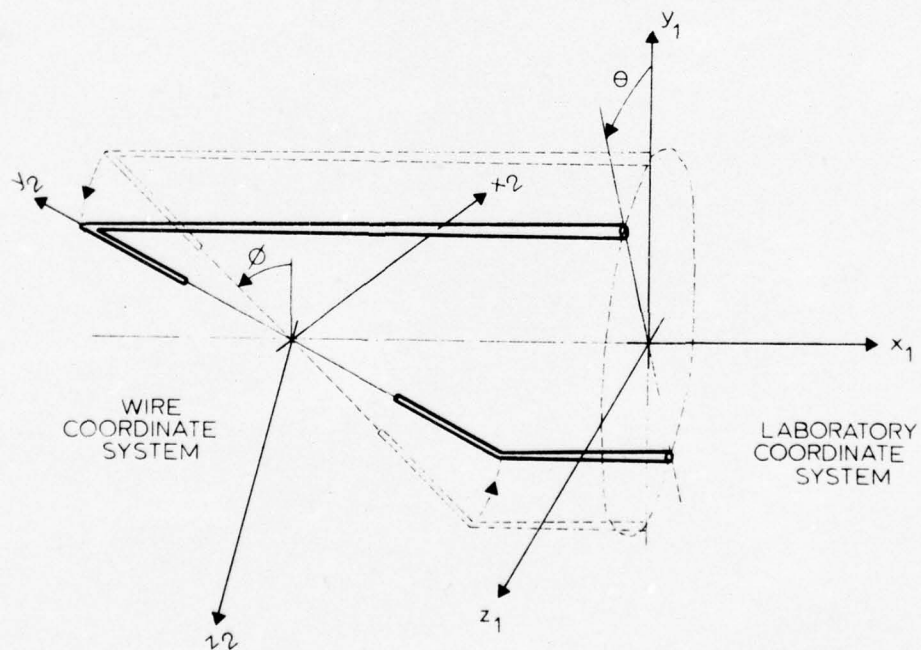 y₁
θ
y₂
x₂
ϕ
x₁
WIRE
COORDINATE
SYSTEM
LABORATORY
COORDINATE
SYSTEM
z₁
z₂